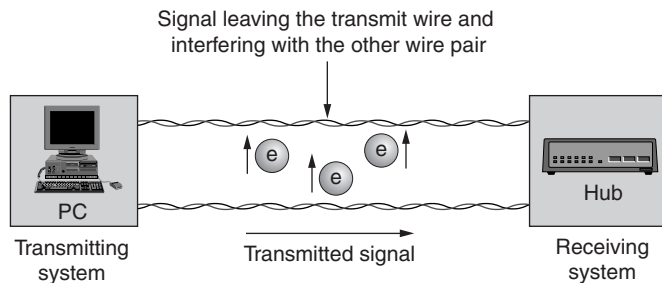 Signal leaving the transmit wire and
interfering with the other wire pair
e
e
e
PC
Hub
Transmitting
system
Transmitted signal
Receiving
system